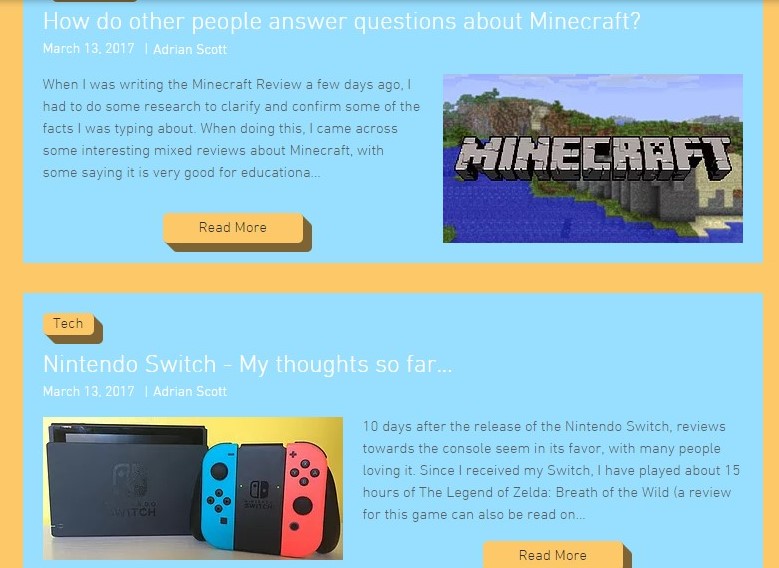 How do other people answer questions about Minecraft?
March 13, 2017 | Adrian Scott
When I was writing the Minecraft Review a few days ago, I
had to do some research to clarify and confirm some of the
facts I was typing about. When doing this, I came across
some interesting mixed reviews about Minecraft, with
some saying it is very good for educationa...
MINECRAFT
Read More
Tech
Nintendo Switch - My thoughts so far...
March 13, 2017 | Adrian Scott
NINTENDO
SWITCH
NINTENDO
SWITCH
10 days after the release of the Nintendo Switch, reviews
towards the console seem in its favor, with many people
loving it. Since I received my Switch, I have played about 15
hours of The Legend of Zelda: Breath of the Wild (a review
for this game can also be read on...
Read More